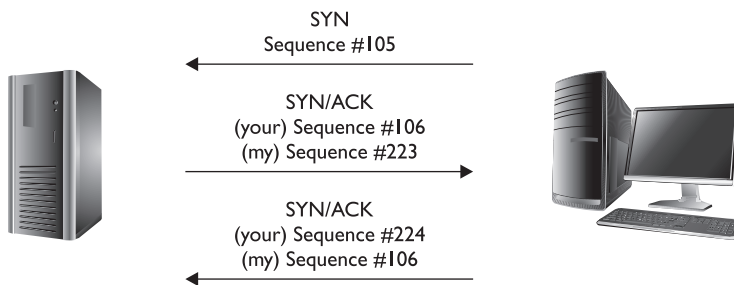 SYN
Sequence #105
SYN/ACK
(your) Sequence #106
(my) Sequence #223
SYN/ACK
(your) Sequence #224
(my) Sequence #106